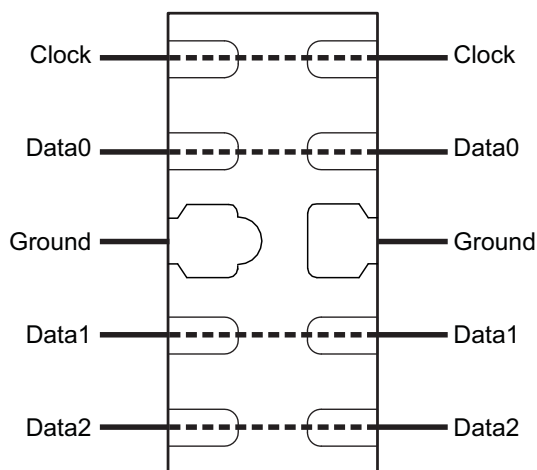 Clock Clock
Data0 Data0
Ground Ground
Data1 Data1
Data2 Data2